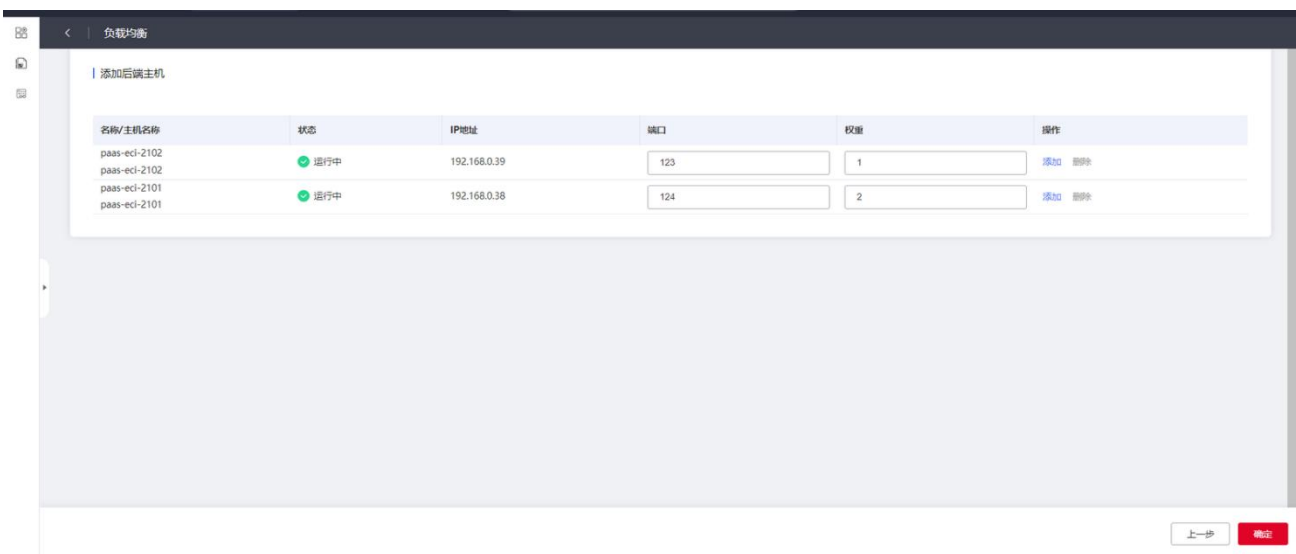 负载均衡
添加后端主机
名称/主机名称 状态 IP地址 端口 权重 操作
paas-eci-2102
paas-eci-2102
运行中 192.168.0.39 123 1 添加 删除
paas-eci-2101
paas-eci-2101
运行中 192.168.0.38 124 2 添加 删除
上一步 确定